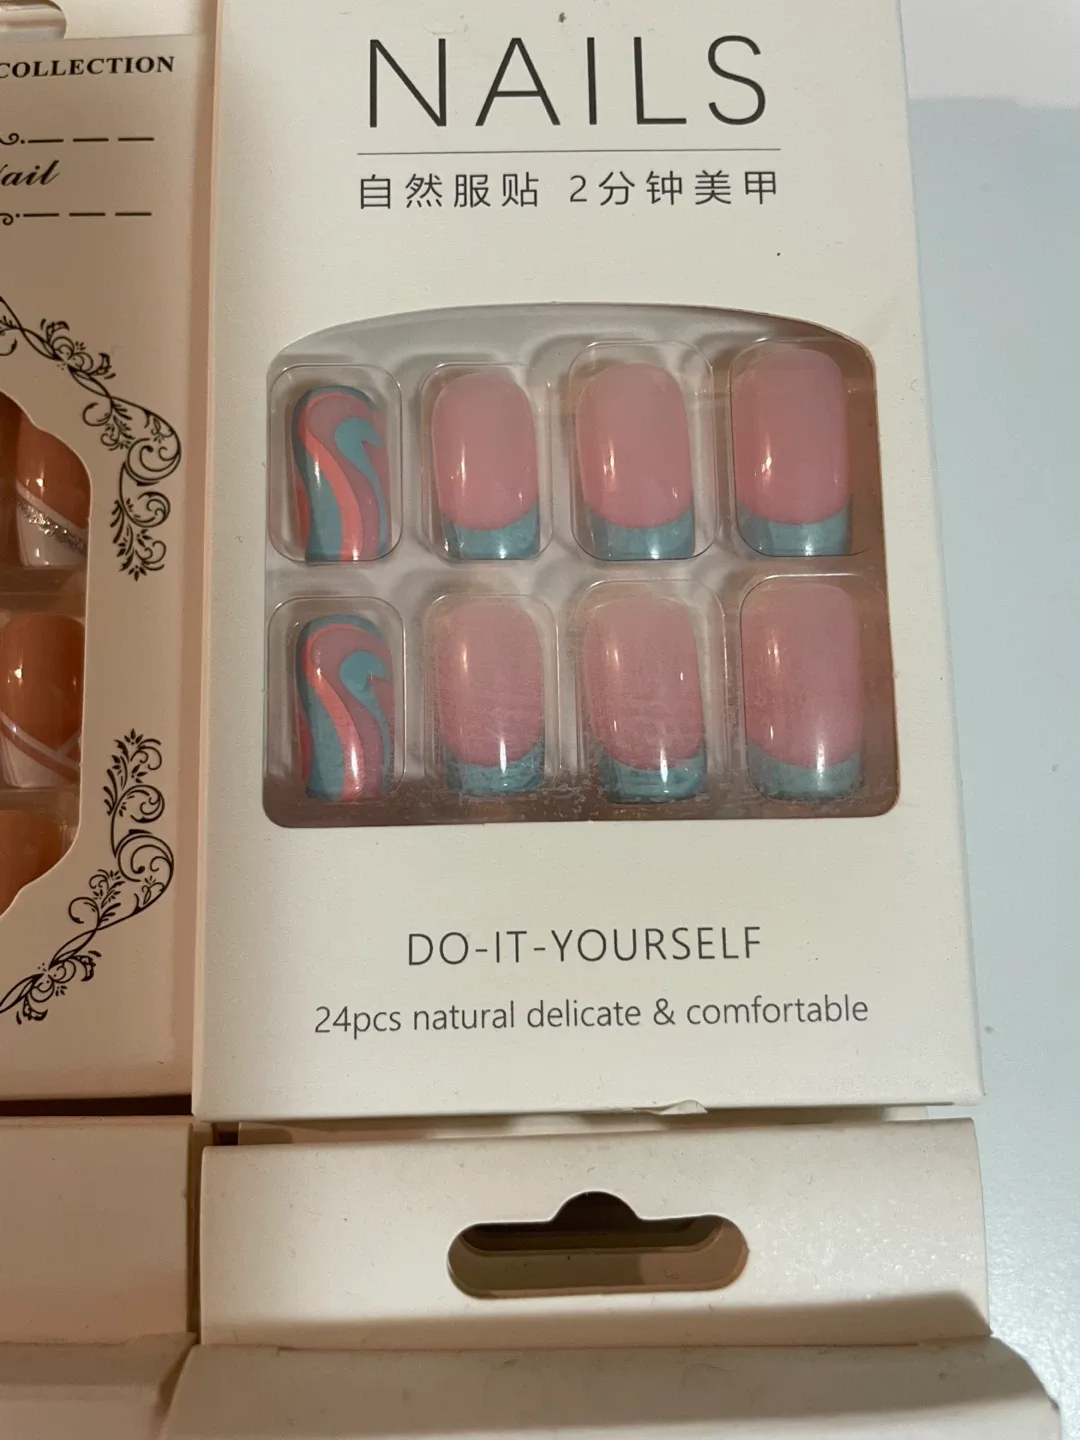 COLLECTION
NAILS
自然服贴 2分钟美甲
DO-IT-YOURSELF
24pcs natural delicate & comfortable